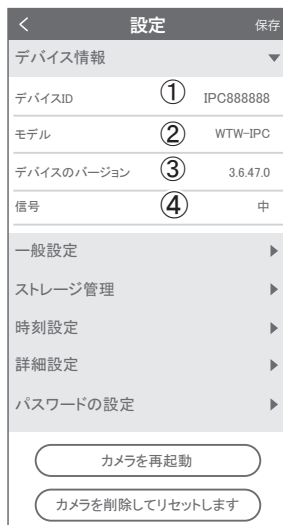 設定 保存
デバイス情報
デバイスID ① IPC888888
モデル ② WTW-IPC
デバイスのバージョン ③ 3.6.47.0
信号 ④ 中
一般設定
ストレージ管理
時刻設定
詳細設定
パスワードの設定
カメラを再起動
カメラを削除してリセットします